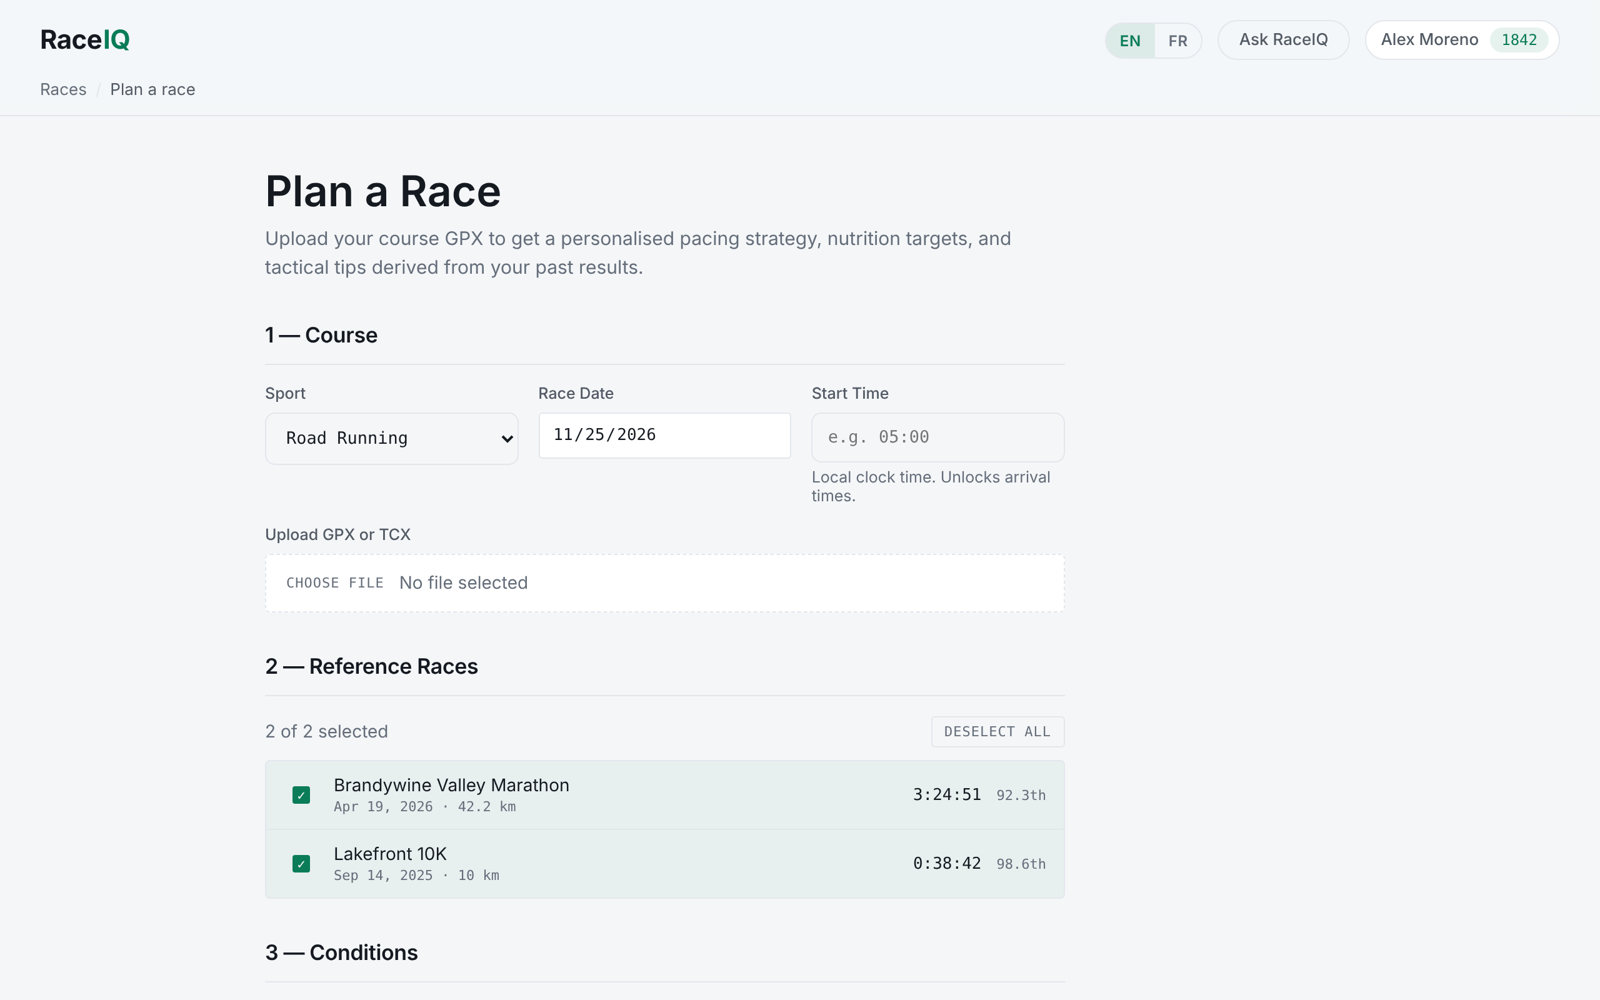 RaceIQ
EN FR Ask RaceIQ Alex Moreno 1842
Races / Plan a race
Plan a Race
Upload your course GPX to get a personalised pacing strategy, nutrition targets, and
tactical tips derived from your past results.
1 — Course
Sport Race Date Start Time
Road Running 11/25/2026 e.g. 05:00
Local clock time. Unlocks arrival
times.
Upload GPX or TCX
CHOOSE FILE No file selected
2 — Reference Races
2 of 2 selected DESELECT ALL
Brandywine Valley Marathon
Apr 19, 2026 · 42.2 km
3:24:51 92.3th
Lakefront 10K
Sep 14, 2025 · 10 km
0:38:42 98.6th
3 — Conditions